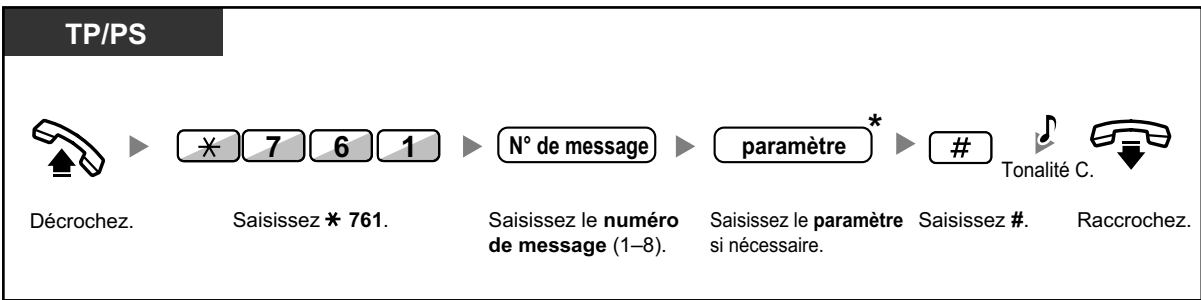 TP/PS
* 7 6 1 N° de message paramètre * #
Tonalité C.
Décrochez. Saisissez * 761. Saisissez le numéro de message (1–8). Saisissez le paramètre si nécessaire. Saisissez #. Raccrochez.